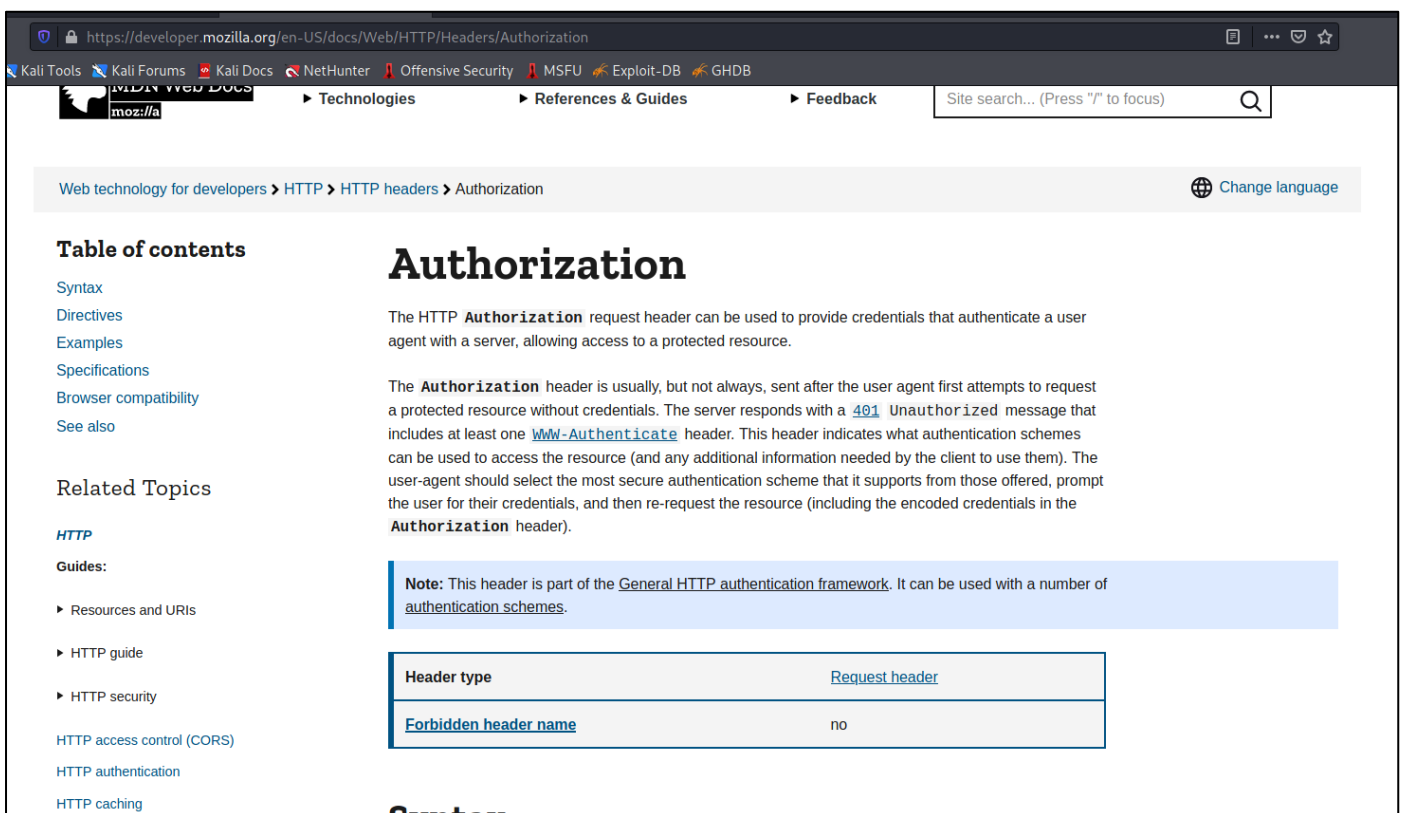 https://developer.mozilla.org/en-US/docs/Web/HTTP/Headers/Authorization
Kali Tools Kali Forums Kali Docs NetHunter Offensive Security MSFU Exploit-DB GHDB
MDN Web Docs
moz://a
Technologies References & Guides Feedback Site search... (Press "/" to focus)
Web technology for developers HTTP HTTP headers Authorization Change language
Table of contents
Syntax
Directives
Examples
Specifications
Browser compatibility
See also
Related Topics
HTTP
Guides:
Resources and URIs
HTTP guide
HTTP security
HTTP access control (CORS)
HTTP authentication
HTTP caching
Authorization
The HTTP Authorization request header can be used to provide credentials that authenticate a user
agent with a server, allowing access to a protected resource.
The Authorization header is usually, but not always, sent after the user agent first attempts to request
a protected resource without credentials. The server responds with a 401 Unauthorized message that
includes at least one WWW-Authenticate header. This header indicates what authentication schemes
can be used to access the resource (and any additional information needed by the client to use them). The
user-agent should select the most secure authentication scheme that it supports from those offered, prompt
the user for their credentials, and then re-request the resource (including the encoded credentials in the
Authorization header).
Note: This header is part of the General HTTP authentication framework. It can be used with a number of
authentication schemes.
Header type Request header
Forbidden header name no
Syntax